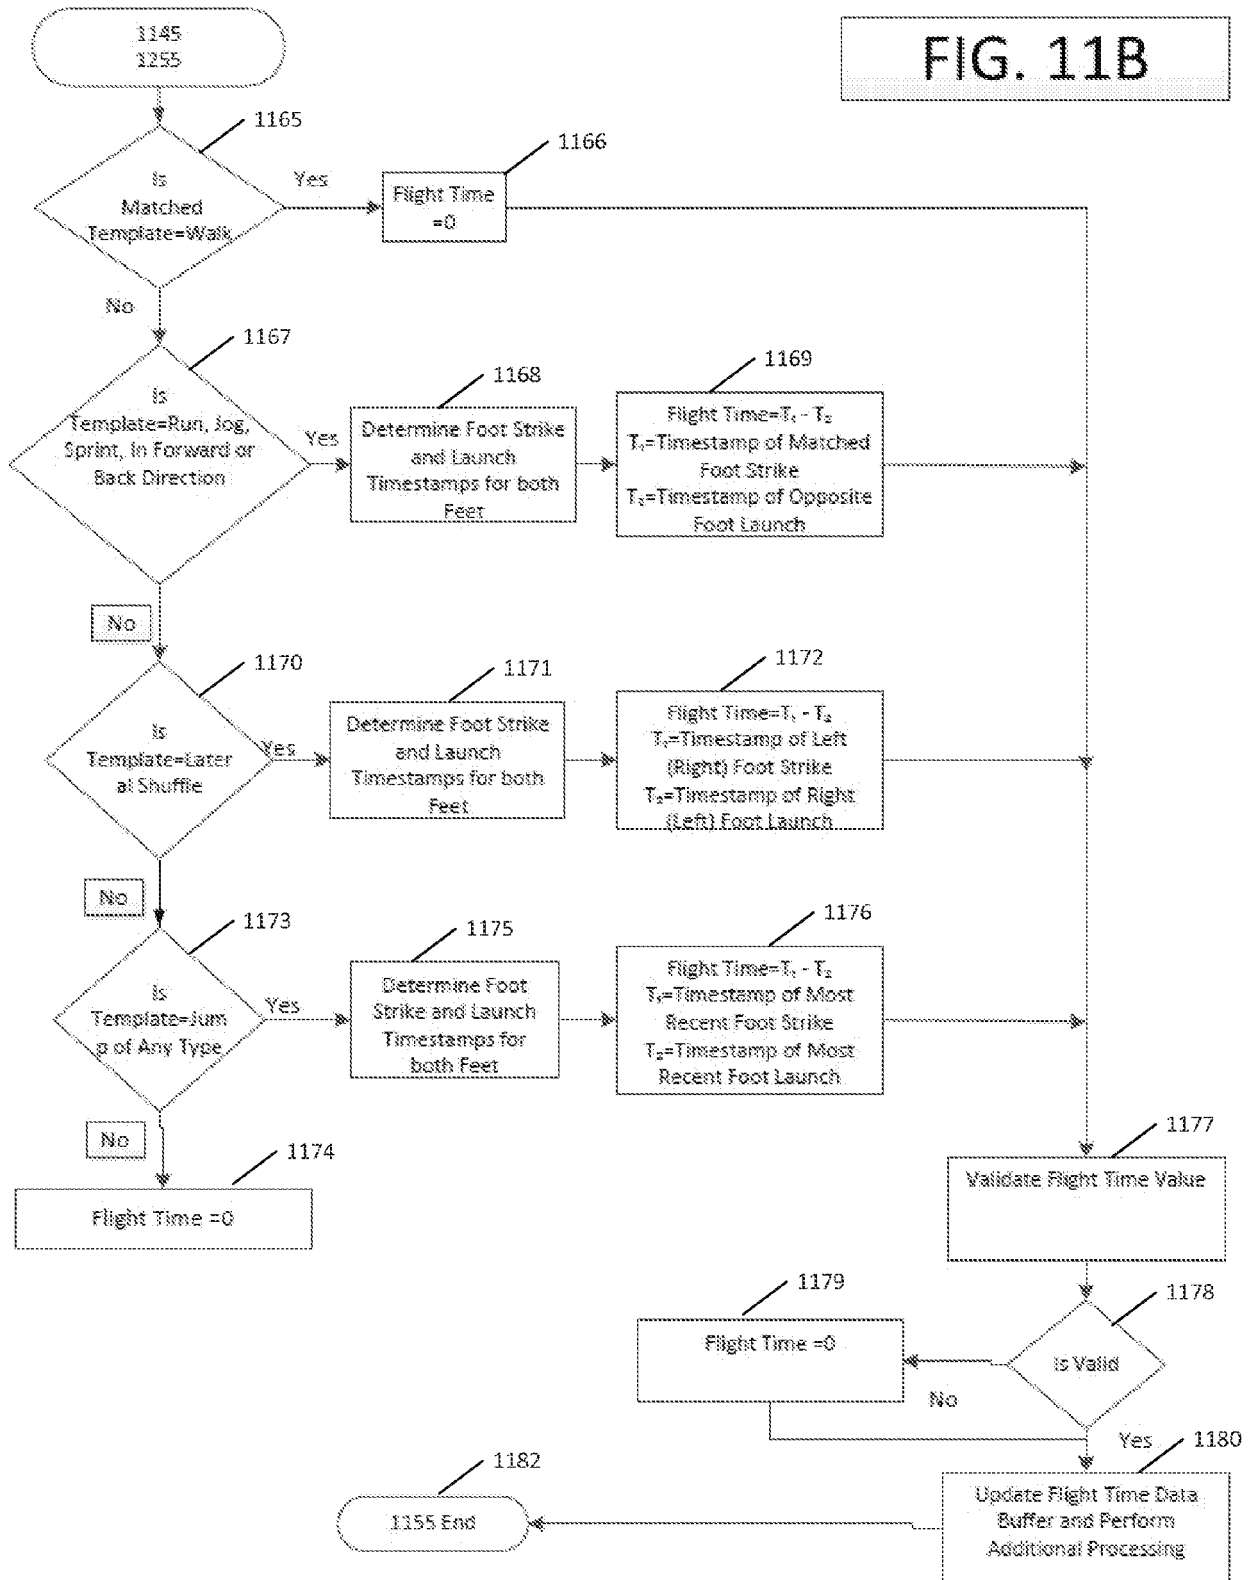 1145
1255
FIG. 11B
1165
Is
Matched
Template=Walk
Yes
1166
Flight Time
=0
No
1167
Is
Template=Run, Jog,
Sprint, In Forward or
Back Direction
Yes
1168
Determine Foot Strike
and Launch
Timestamps for both
Feet
1169
Flight Time=T₁ - T₂
T₁=Timestamp of Matched
Foot Strike
T₂=Timestamp of Opposite
Foot Launch
No
1170
Is
Template=Later
al Shuffle
Yes
1171
Determine Foot Strike
and Launch
Timestamps for both
Feet
1172
Flight Time=T₁ - T₂
T₁=Timestamp of Left
(Right) Foot Strike
T₂=Timestamp of Right
(Left) Foot Launch
No
1173
Is
Template=Jum
p of Any Type
Yes
1175
Determine Foot
Strike and Launch
Timestamps for
both Feet
1176
Flight Time=T₁ - T₂
T₁=Timestamp of Most
Recent Foot Strike
T₂=Timestamp of Most
Recent Foot Launch
No
1174
Flight Time =0
1177
Validate Flight Time Value
1178
Is Valid
1179
Flight Time =0
No
Yes
1180
Update Flight Time Data
Buffer and Perform
Additional Processing
1182
1155 End